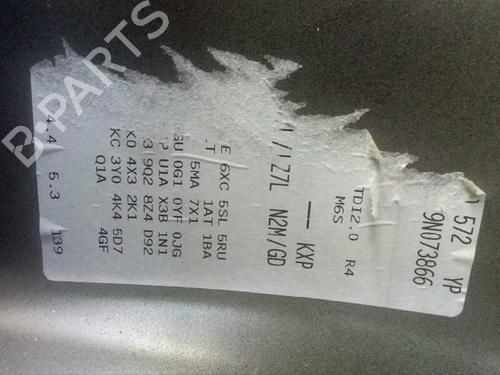 572 YP
9N073866
TDI2.0 R4
M6S
— KXP
/ LZ7L N2M/GD
E 6XC 5SL 5RU
.T 1AT 1BA
5MA 7X1
GU 0G1 0YF 0JG
P U1A X3B 1N1
3 9Q2 8Z4 D92
X0 4X3 2K1
KC 3Y0 4K4 5D7
Q1A 4GF
4.4 5.3 139
B-PARTS